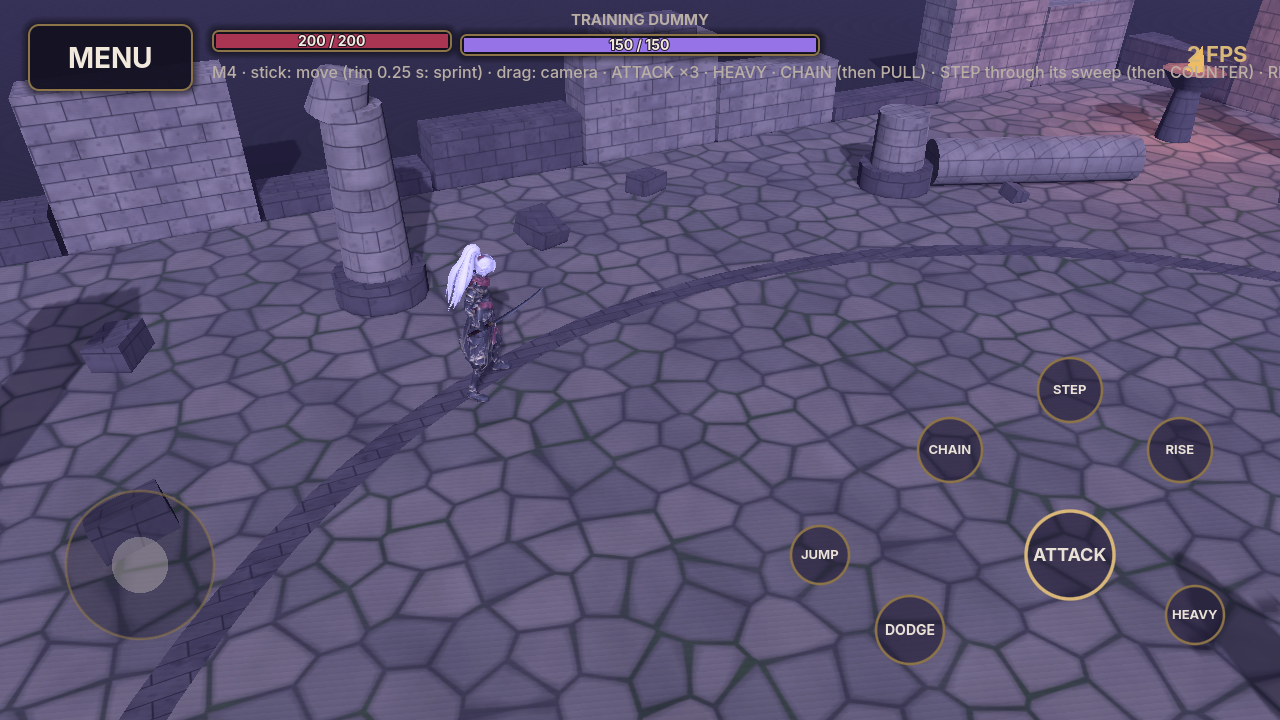 TRAINING DUMMY
MENU
200 / 200
150 / 150
FPS
M4 · stick: move (rim 0.25 s: sprint) · drag: camera · ATTACK ×3 · HEAVY · CHAIN (then PULL) · STEP through its sweep (then COUNTER) ·
STEP
CHAIN
RISE
JUMP
ATTACK
DODGE
HEAVY